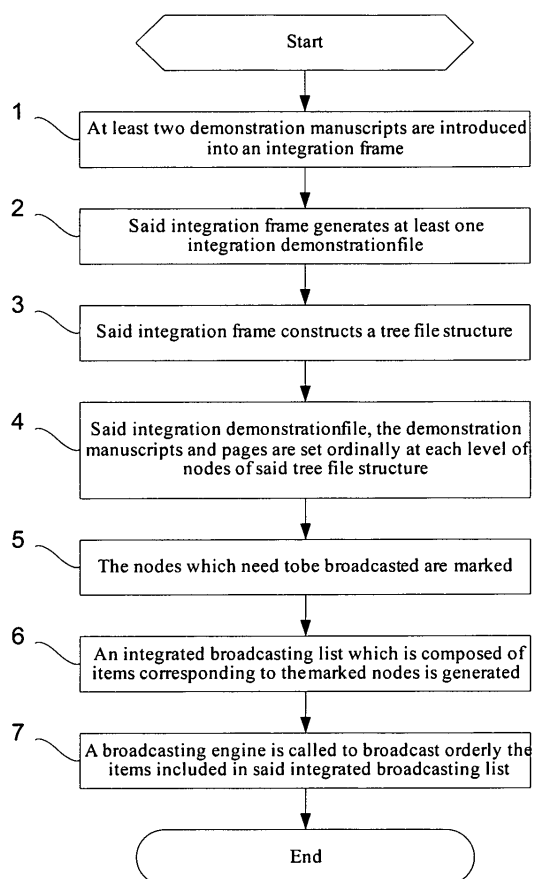 Start
1
At least two demonstration manuscripts are introduced
into an integration frame
2
Said integration frame generates at least one
integration demonstrationfile
3
Said integration frame constructs a tree file structure
4
Said integration demonstrationfile, the demonstration
manuscripts and pages are set ordinally at each level of
nodes of said tree file structure
5
The nodes which need tobe broadcasted are marked
6
An integrated broadcasting list which is composed of
items corresponding to themarked nodes is generated
7
A broadcasting engine is called to broadcast orderly the
items included in said integrated broadcasting list
End